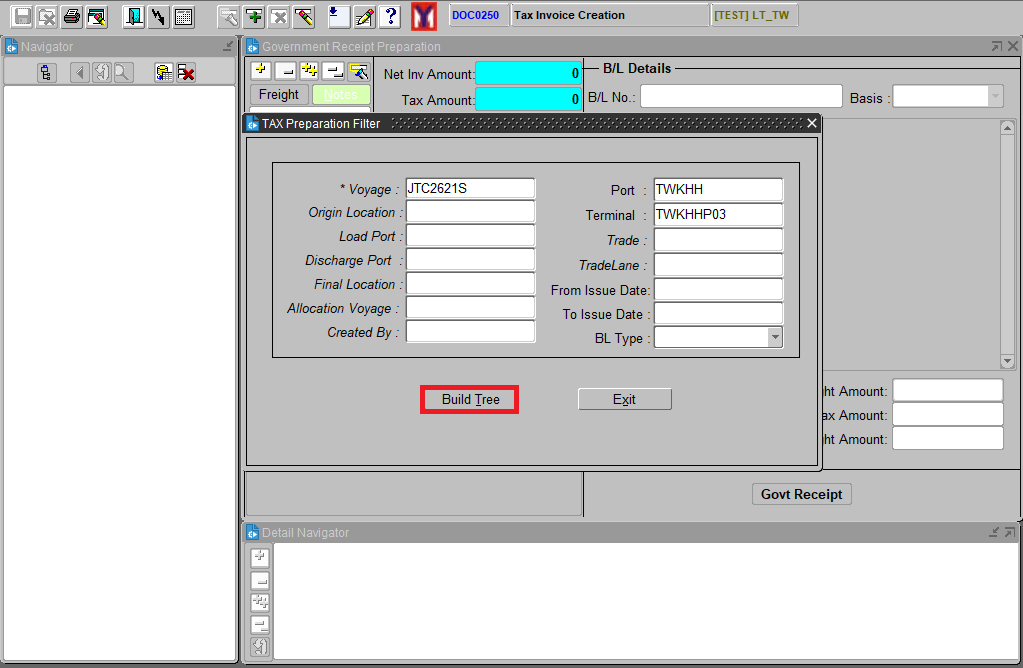 DOC0250 Tax Invoice Creation [TEST] LT_TW
Navigator
Government Receipt Preparation
Net Inv Amount: 0
B/L Details
Freight Notes
Tax Amount: 0
B/L No.: Basis :
TAX Preparation Filter
* Voyage : JTC2621S
Port : TWKHH
Origin Location :
Terminal : TWKHHP03
Load Port :
Trade :
Discharge Port :
TradeLane :
Final Location :
From Issue Date:
Allocation Voyage :
To Issue Date :
Created By :
BL Type :
Build Tree Exit
ht Amount:
ax Amount:
ht Amount:
Govt Receipt
Detail Navigator